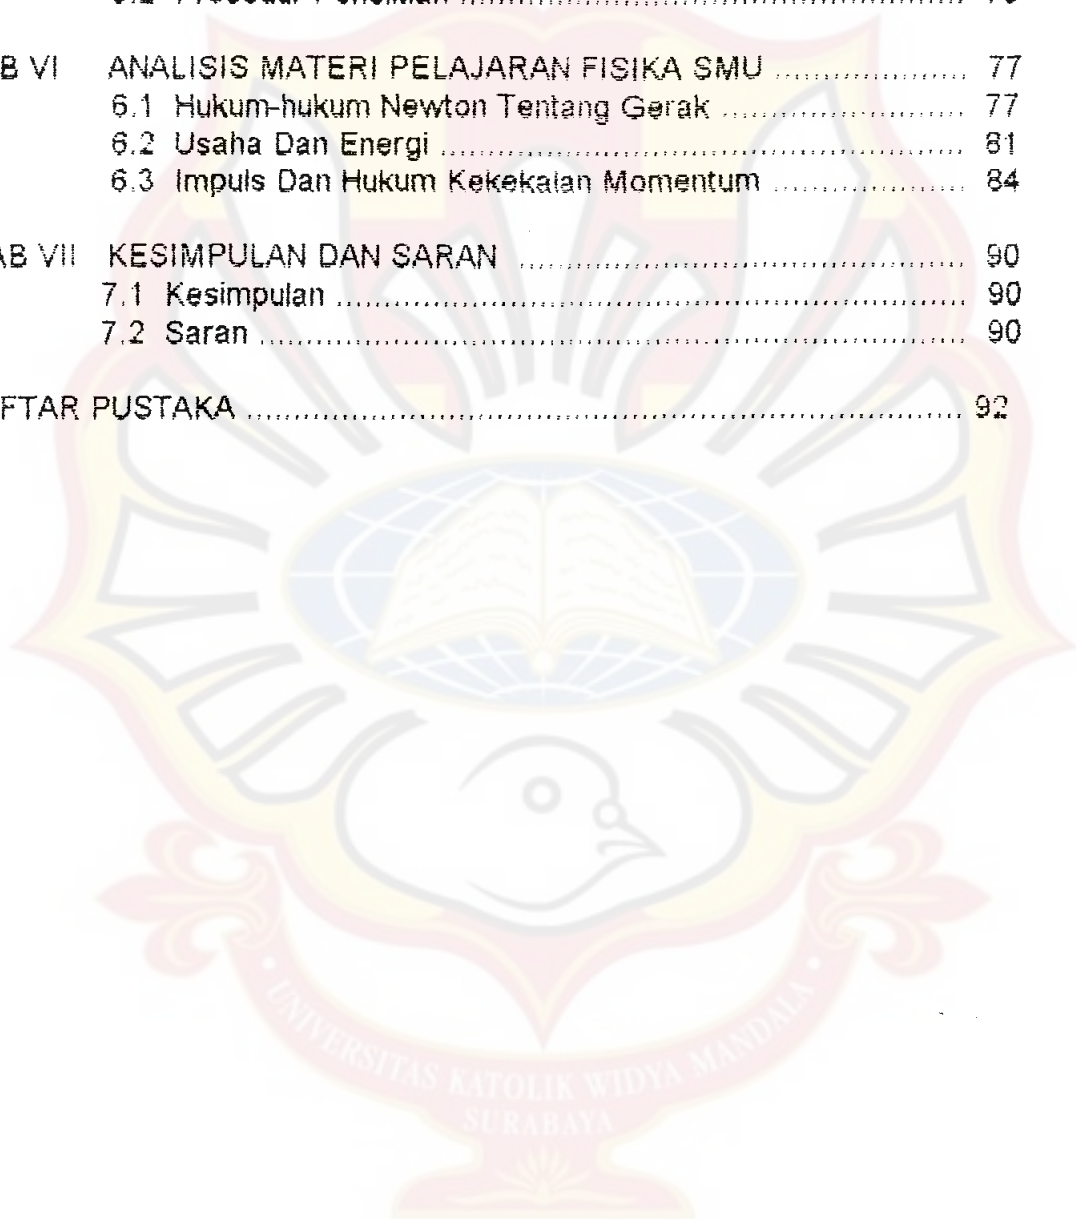 B VI ANALISIS MATERI PELAJARAN FISIKA SMU .................... 77
6.1 Hukum-hukum Newton Tentang Gerak .......................... 77
6.2 Usaha Dan Energi ........................................................ 81
6.3 Impuls Dan Hukum Kekekalan Momentum ..................... 84
AB VII KESIMPULAN DAN SARAN ................................................ 90
7.1 Kesimpulan .................................................................... 90
7.2 Saran ............................................................................. 90
FTAR PUSTAKA .............................................................................. 92
UNIVERSITAS KATOLIK WIDYA MANDALA
SURABAYA